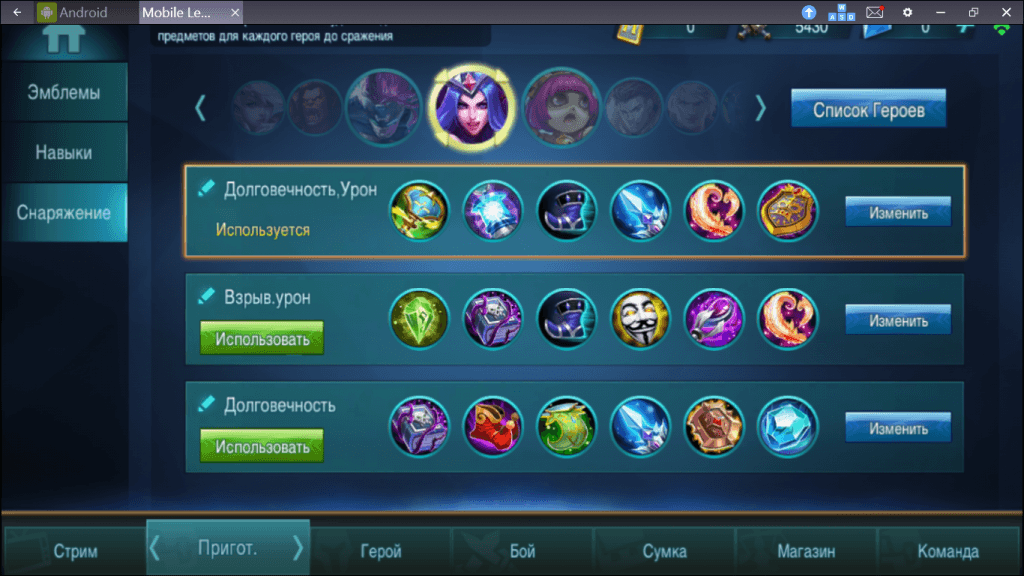 Android
Mobile Le...
W
A S D
предметов для каждого героя до сражения
0
5430
0
Эмблемы
Навыки
Снаряжение
Список Героев
Долговечность,Урон
Используется
Изменить
Взрыв.урон
Использовать
Изменить
Долговечность
Использовать
Изменить
Стрим
Пригот.
Герой
Бой
Сумка
Магазин
Команда